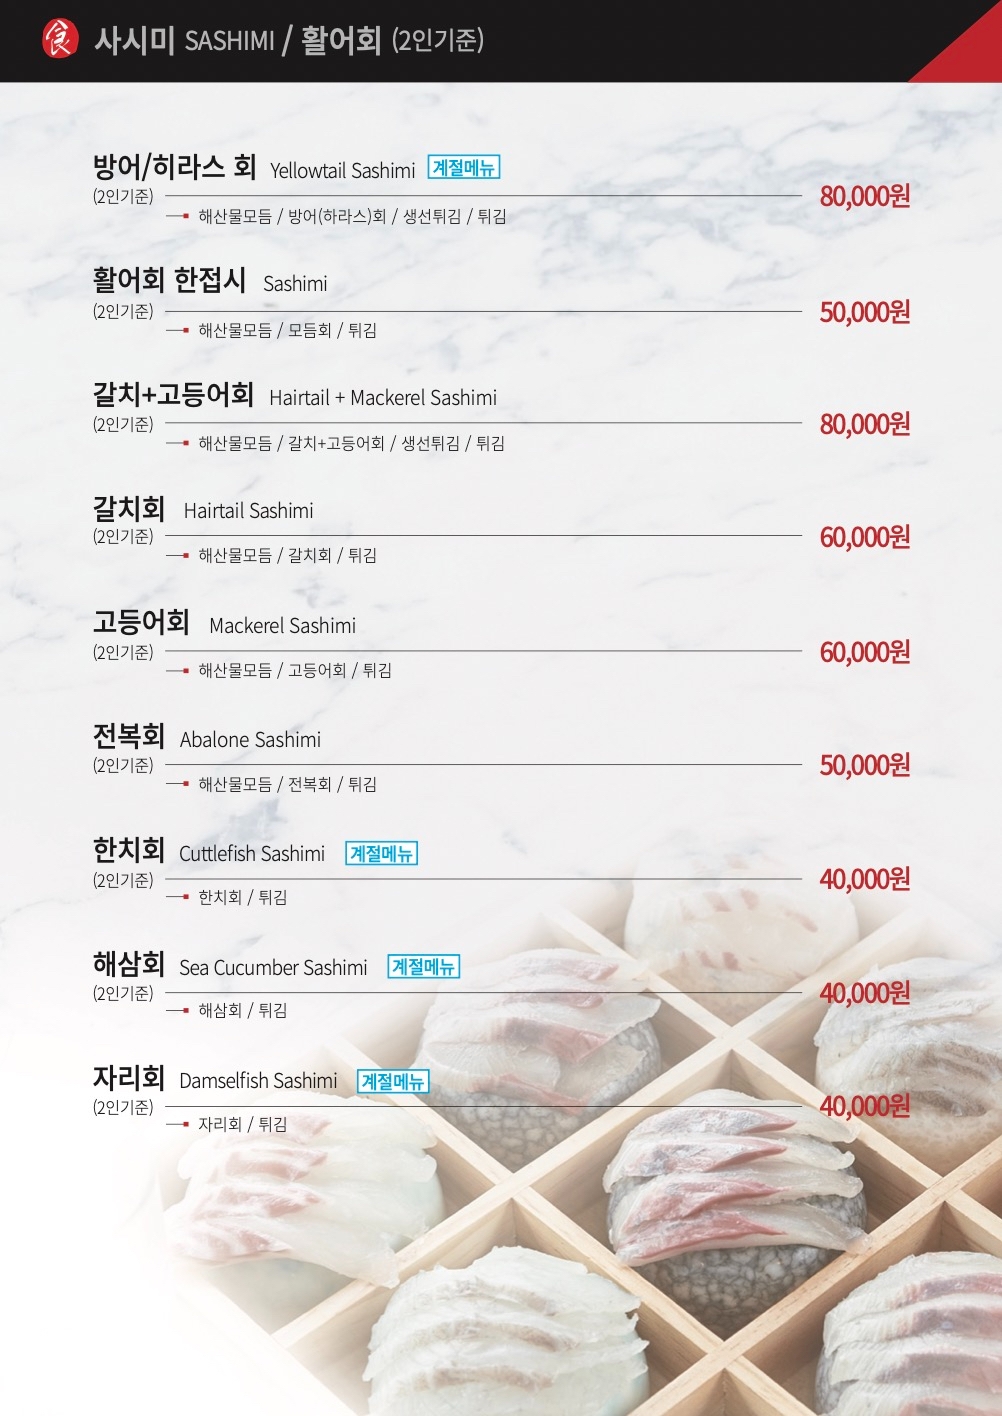 食 사시미 SASHIMI / 활어회 (2인기준)
방어/히라스 회 Yellowtail Sashimi 계절메뉴
(2인기준) 80,000원
해산물모듬 / 방어(하라스)회 / 생선튀김 / 튀김
활어회 한접시 Sashimi
(2인기준) 50,000원
해산물모듬 / 모듬회 / 튀김
갈치+고등어회 Hairtail + Mackerel Sashimi
(2인기준) 80,000원
해산물모듬 / 갈치+고등어회 / 생선튀김 / 튀김
갈치회 Hairtail Sashimi
(2인기준) 60,000원
해산물모듬 / 갈치회 / 튀김
고등어회 Mackerel Sashimi
(2인기준) 60,000원
해산물모듬 / 고등어회 / 튀김
전복회 Abalone Sashimi
(2인기준) 50,000원
해산물모듬 / 전복회 / 튀김
한치회 Cuttlefish Sashimi 계절메뉴
(2인기준) 40,000원
한치회 / 튀김
해삼회 Sea Cucumber Sashimi 계절메뉴
(2인기준) 40,000원
해삼회 / 튀김
자리회 Damselfish Sashimi 계절메뉴
(2인기준) 40,000원
자리회 / 튀김